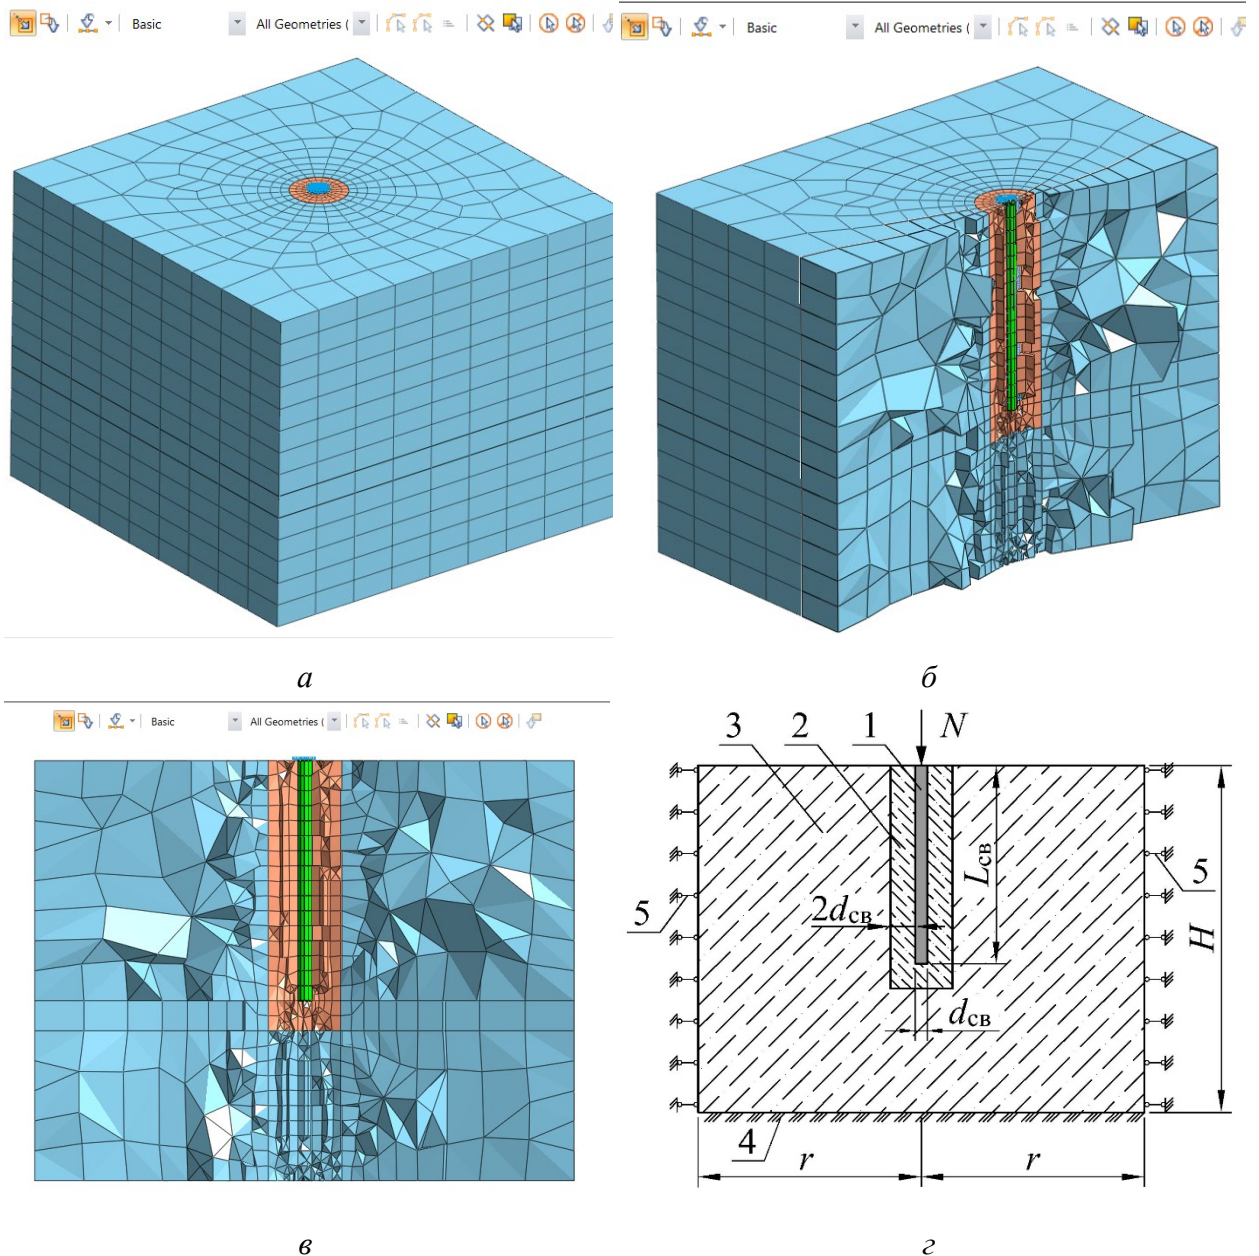 Basic
All Geometries (
Basic
All Geometries (
а
б
Basic
All Geometries (
3
2
1
N
Lсв
5
5
2dсв
H
dсв
4
r
r
в
г